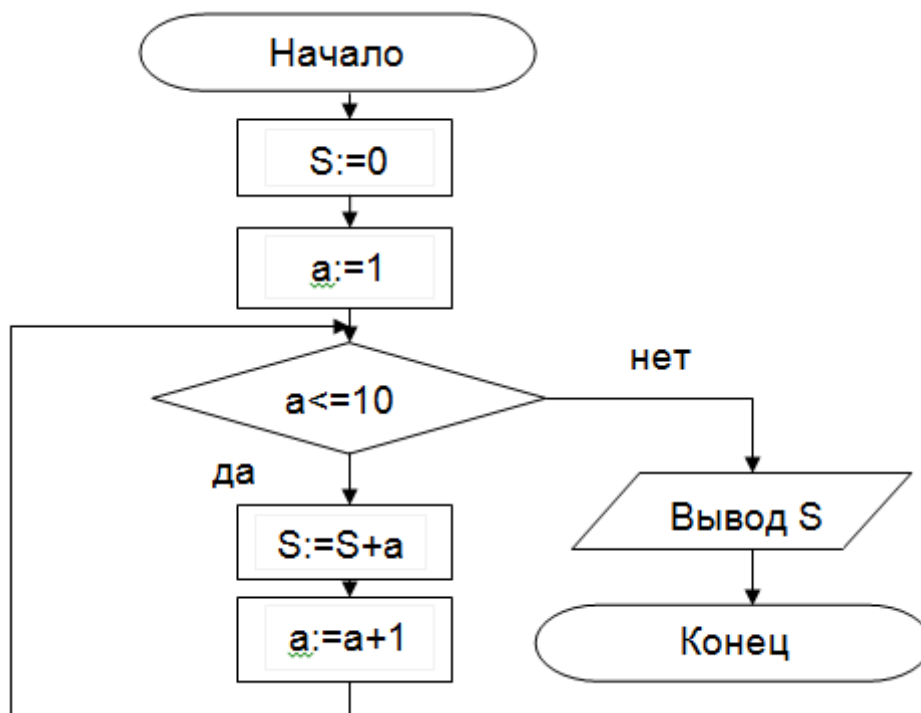 Начало
S:=0
a:=1
a<=10
нет
да
S:=S+a
a:=a+1
Вывод S
Конец